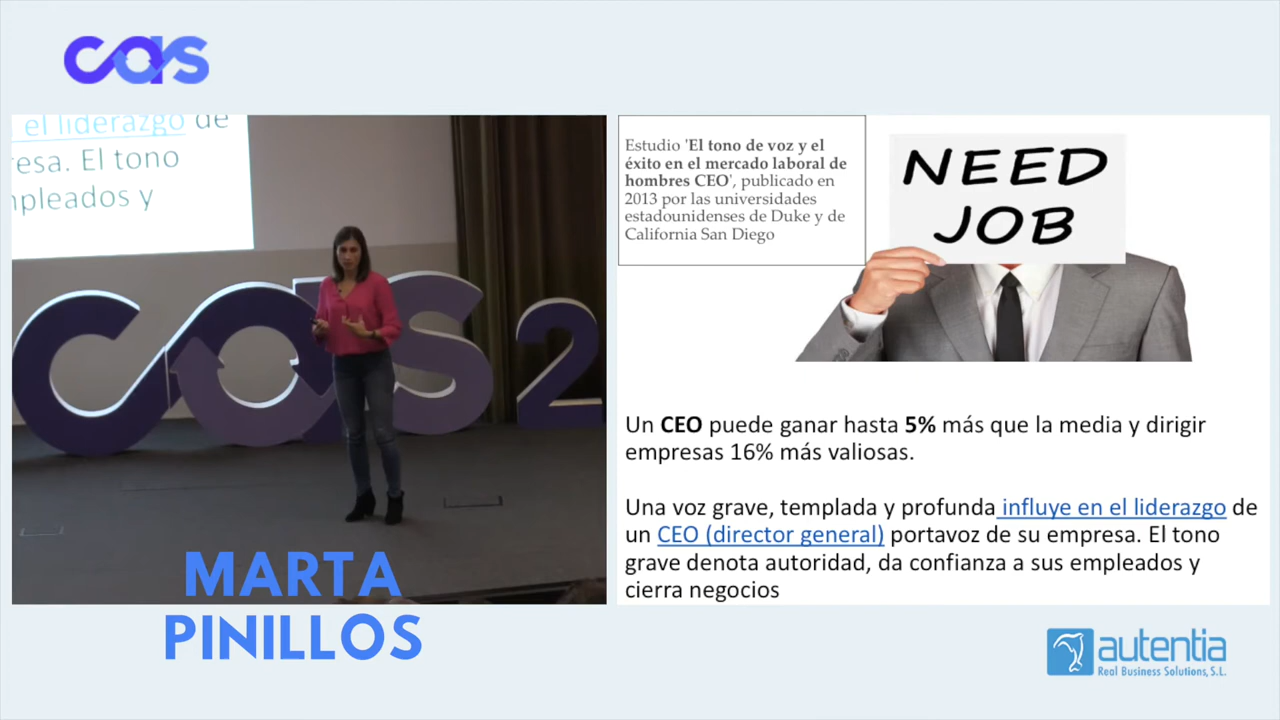 cas
el liderazgo de
esa. El tono
pleados y
CAS 2
MARTA
PINILLOS
Estudio 'El tono de voz y el
éxito en el mercado laboral de
hombres CEO', publicado en
2013 por las universidades
estadounidenses de Duke y de
California San Diego
NEED
JOB
Un CEO puede ganar hasta 5% más que la media y dirigir
empresas 16% más valiosas.
Una voz grave, templada y profunda influye en el liderazgo de
un CEO (director general) portavoz de su empresa. El tono
grave denota autoridad, da confianza a sus empleados y
cierra negocios
autentia
Real Business Solutions, S.L.